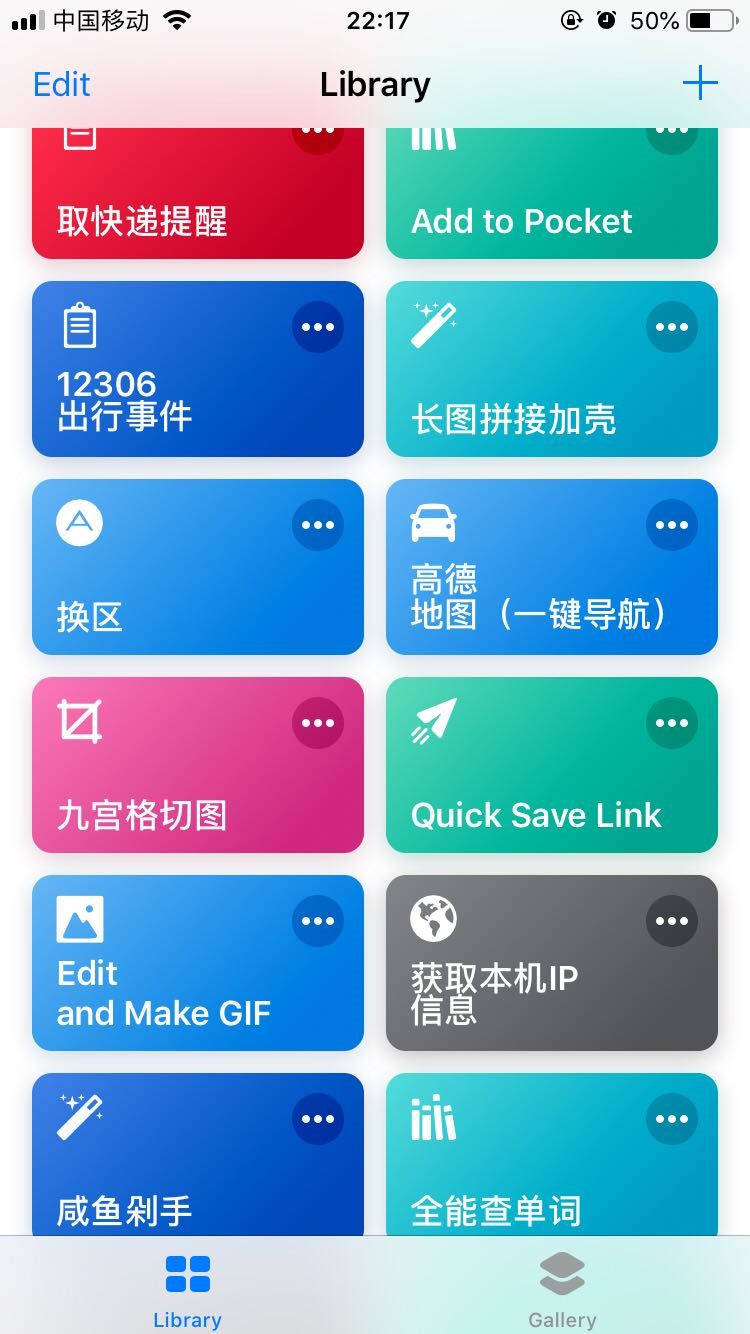 中国移动
22:17
50%
Edit
Library
取快递提醒
Add to Pocket
12306
出行事件
长图拼接加壳
换区
高德
地图（一键导航）
九宫格切图
Quick Save Link
Edit
and Make GIF
获取本机IP
信息
咸鱼剁手
全能查单词
Library
Gallery